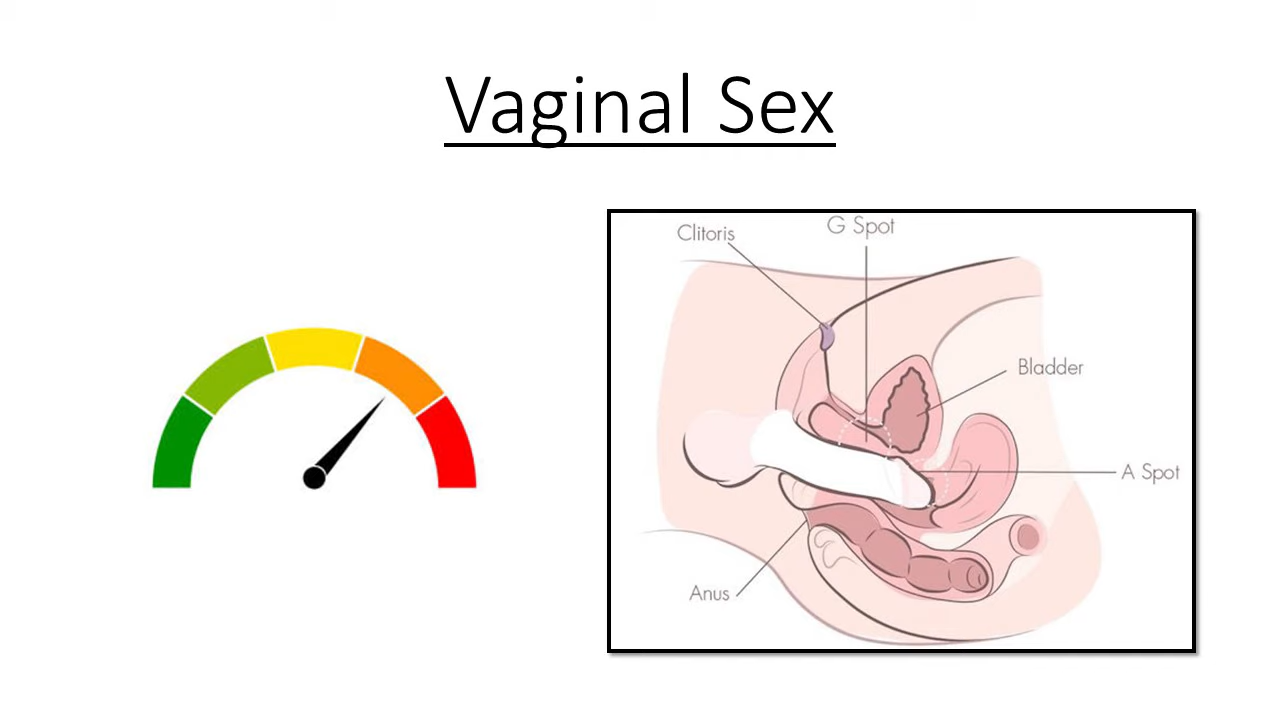 Vaginal Sex
Clitoris
G Spot
Bladder
A Spot
Anus